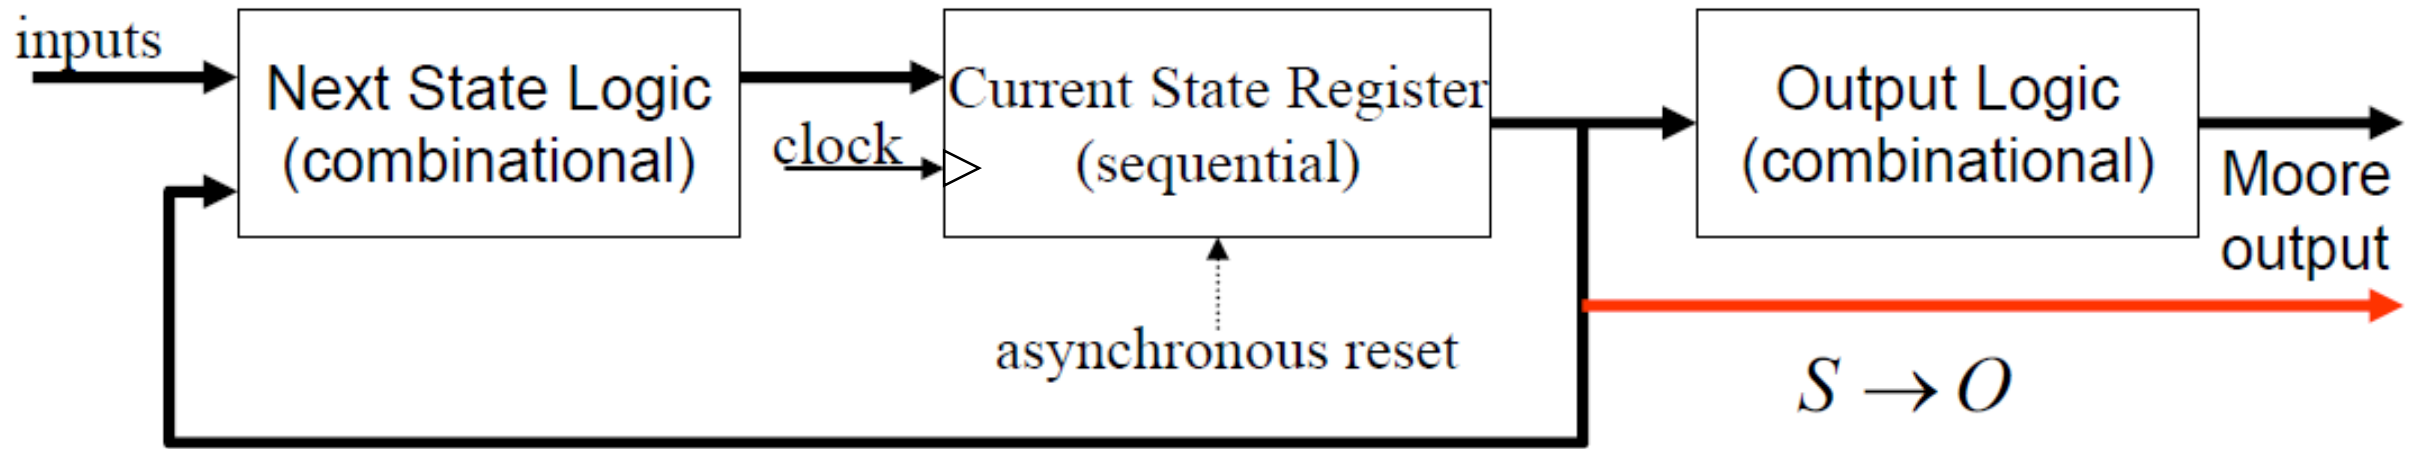 inputs
Next State Logic
(combinational)
clock
Current State Register
(sequential)
asynchronous reset
Output Logic
(combinational)
Moore
output
S → O